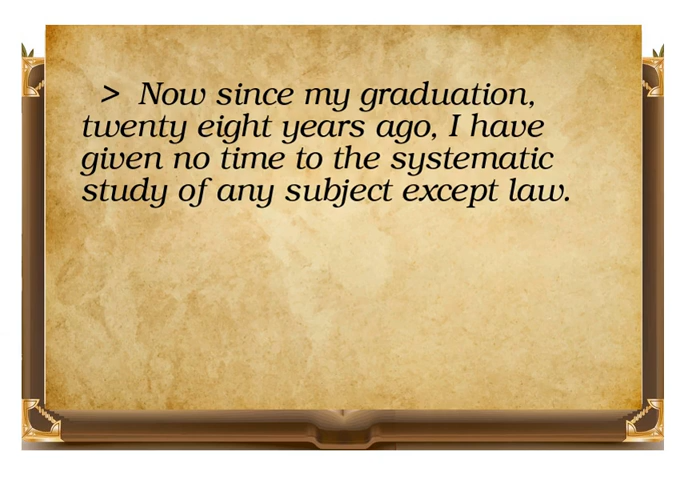 > Now since my graduation,
twenty eight years ago, I have
given no time to the systematic
study of any subject except law.